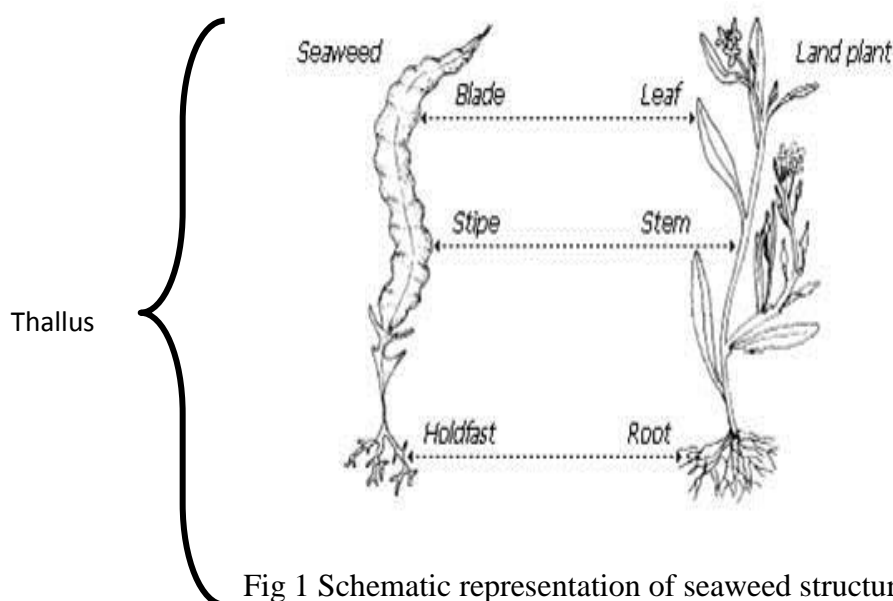 Seaweed Land plant
Blade Leaf
Stipe Stem
Thallus
Holdfast Root
Fig 1 Schematic representation of seaweed structur